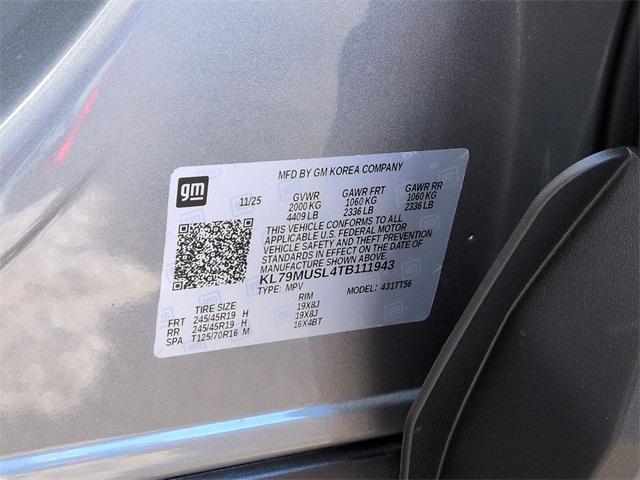 MFD BY GM KOREA COMPANY
gm
11/25 GVWR GAWR FRT GAWR RR
2000 KG 1060 KG 1060 KG
4409 LB 2336 LB 2336 LB
THIS VEHICLE CONFORMS TO ALL
APPLICABLE U.S. FEDERAL MOTOR
VEHICLE SAFETY AND THEFT PREVENTION
STANDARDS IN EFFECT ON THE DATE OF
MANUFACTURE SHOWN ABOVE.
KL79MUSL4TB111943
TYPE: MPV MODEL: 431TT56
TIRE SIZE RIM
FRT 245/45R19 H 19X8J
RR 245/45R19 H 19X8J
SPA T125/70R16 M 16X4BT